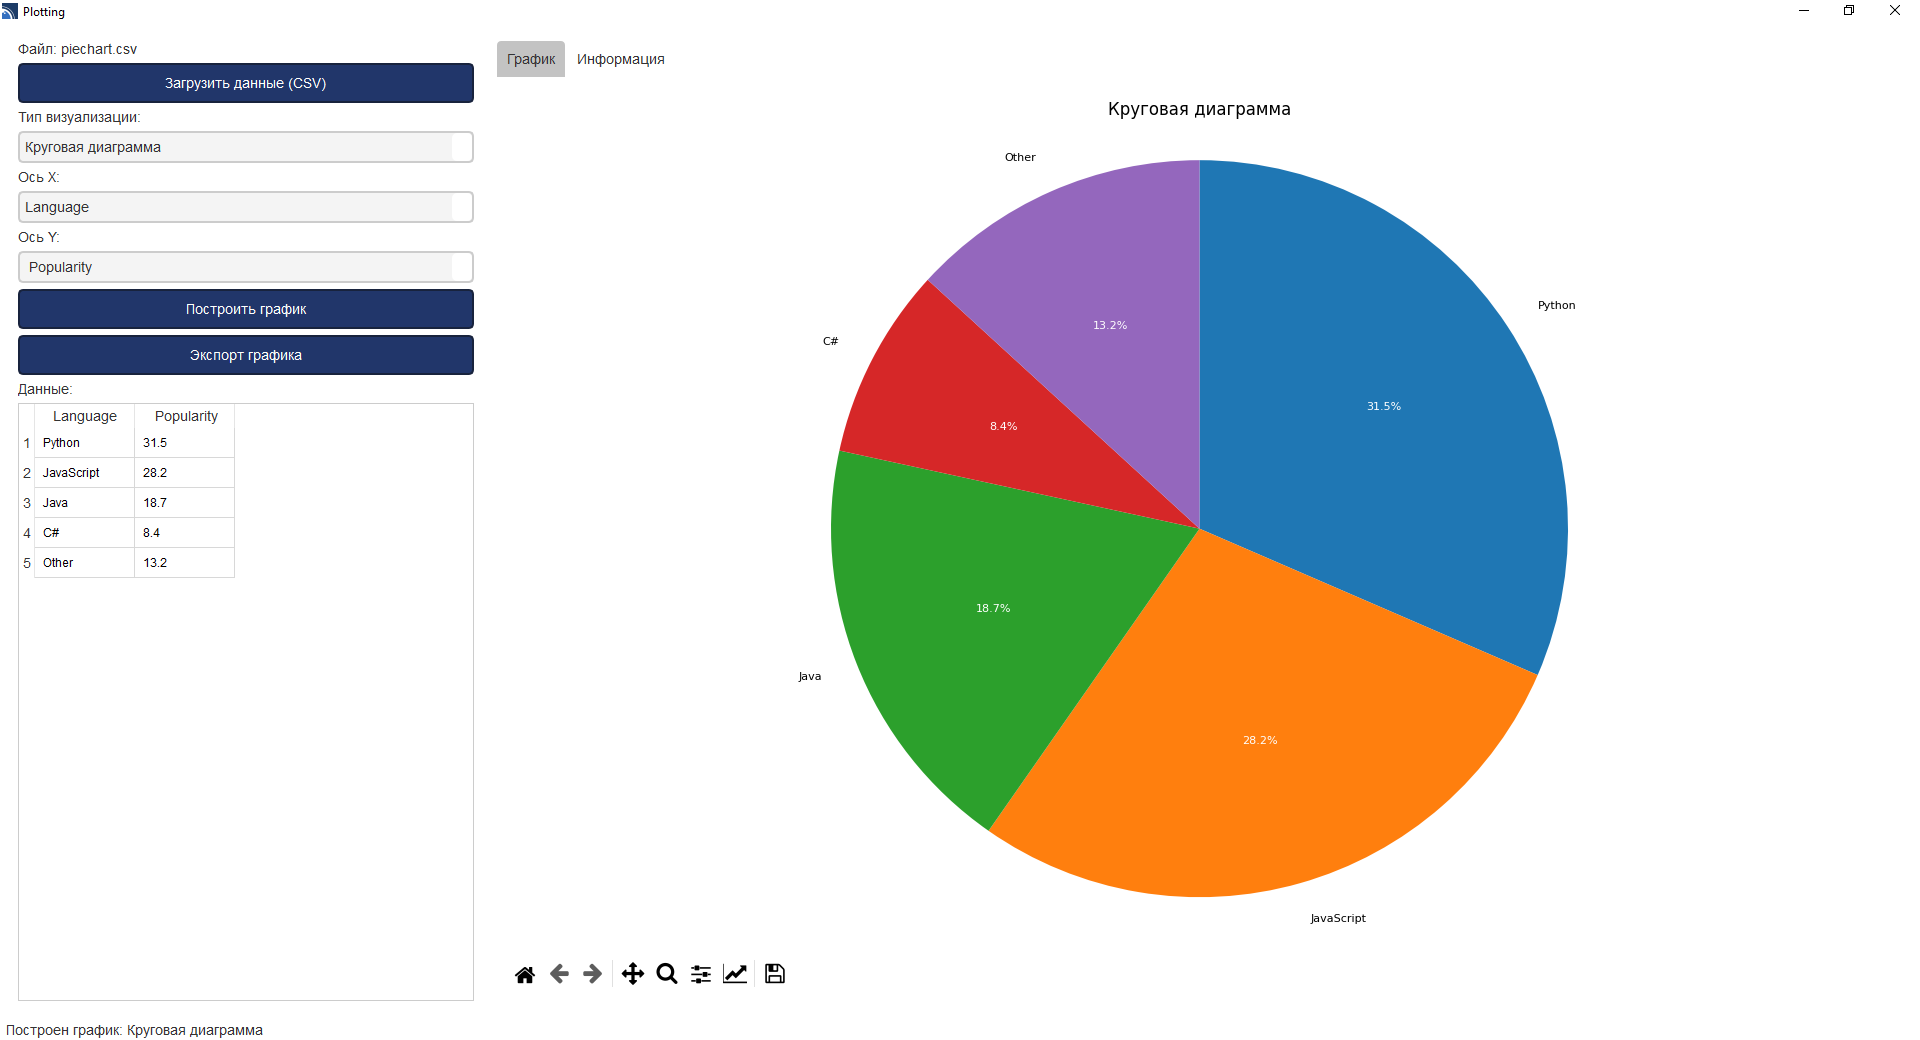 Plotting
Файл: piechart.csv
Загрузить данные (CSV)
Тип визуализации:
Круговая диаграмма
Ось X:
Language
Ось Y:
Popularity
Построить график
Экспорт графика
Данные:
Language Popularity
1 Python 31.5
2 JavaScript 28.2
3 Java 18.7
4 C# 8.4
5 Other 13.2
График Информация
Круговая диаграмма
Other
Python
C#
13.2%
31.5%
8.4%
18.7%
Java
28.2%
JavaScript
Построен график: Круговая диаграмма